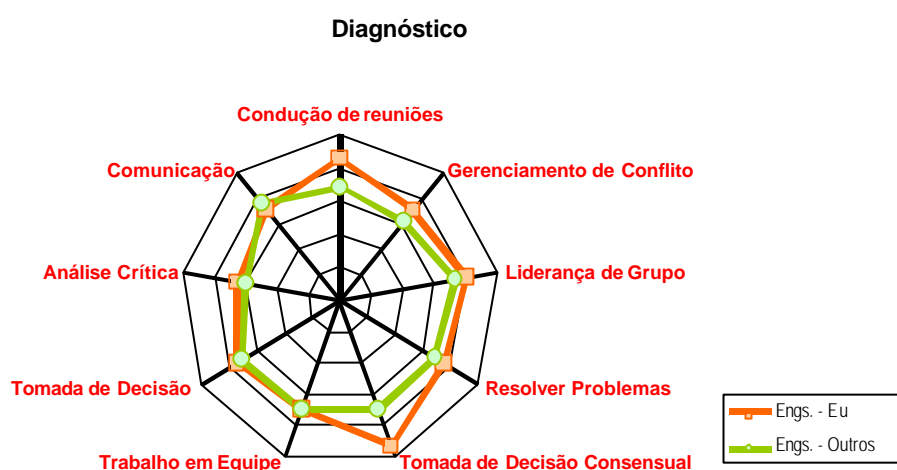 Diagnóstico
Condução de reuniões
Comunicação
Gerenciamento de Conflito
Análise Crítica
Liderança de Grupo
Tomada de Decisão
Resolver Problemas
Trabalho em Equipe
Tomada de Decisão Consensual
Engs. - Eu
Engs. - Outros